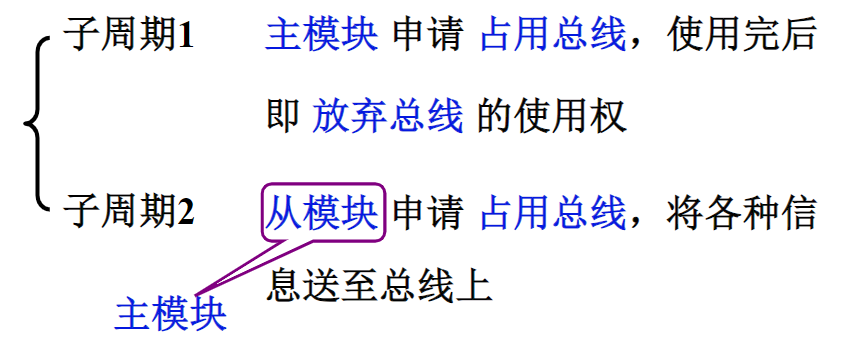 子周期1 主模块 申请 占用总线，使用完后
即 放弃总线 的使用权
子周期2 从模块 申请 占用总线，将各种信
息送至总线上
主模块